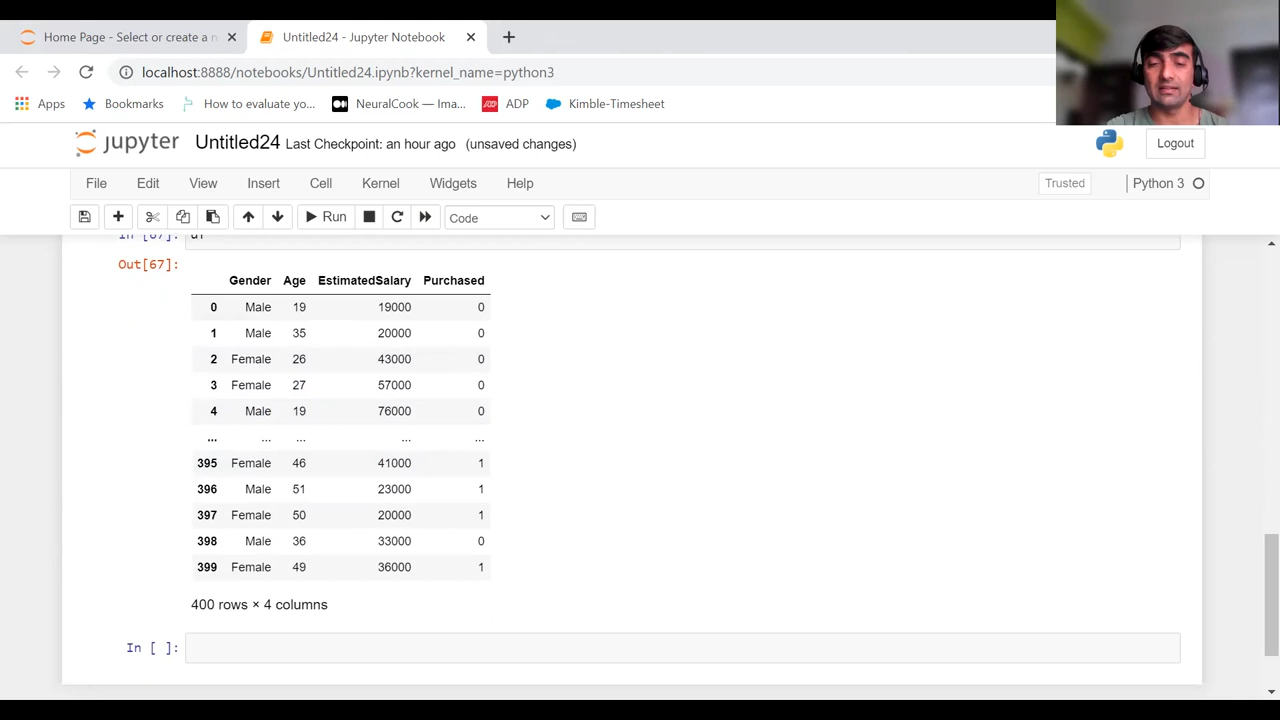 Home Page - Select or create a n
Untitled24 - Jupyter Notebook
localhost:8888/notebooks/Untitled24.ipynb?kernel_name=python3
Apps Bookmarks How to evaluate yo... NeuralCook — Ima... ADP Kimble-Timesheet
jupyter Untitled24 Last Checkpoint: an hour ago (unsaved changes) Logout
File Edit View Insert Cell Kernel Widgets Help Trusted Python 3
Run Code
In [67]: df
Out[67]:
Gender Age EstimatedSalary Purchased
0 Male 19 19000 0
1 Male 35 20000 0
2 Female 26 43000 0
3 Female 27 57000 0
4 Male 19 76000 0
... ... ... ... ...
395 Female 46 41000 1
396 Male 51 23000 1
397 Female 50 20000 1
398 Male 36 33000 0
399 Female 49 36000 1
400 rows × 4 columns
In [ ]: